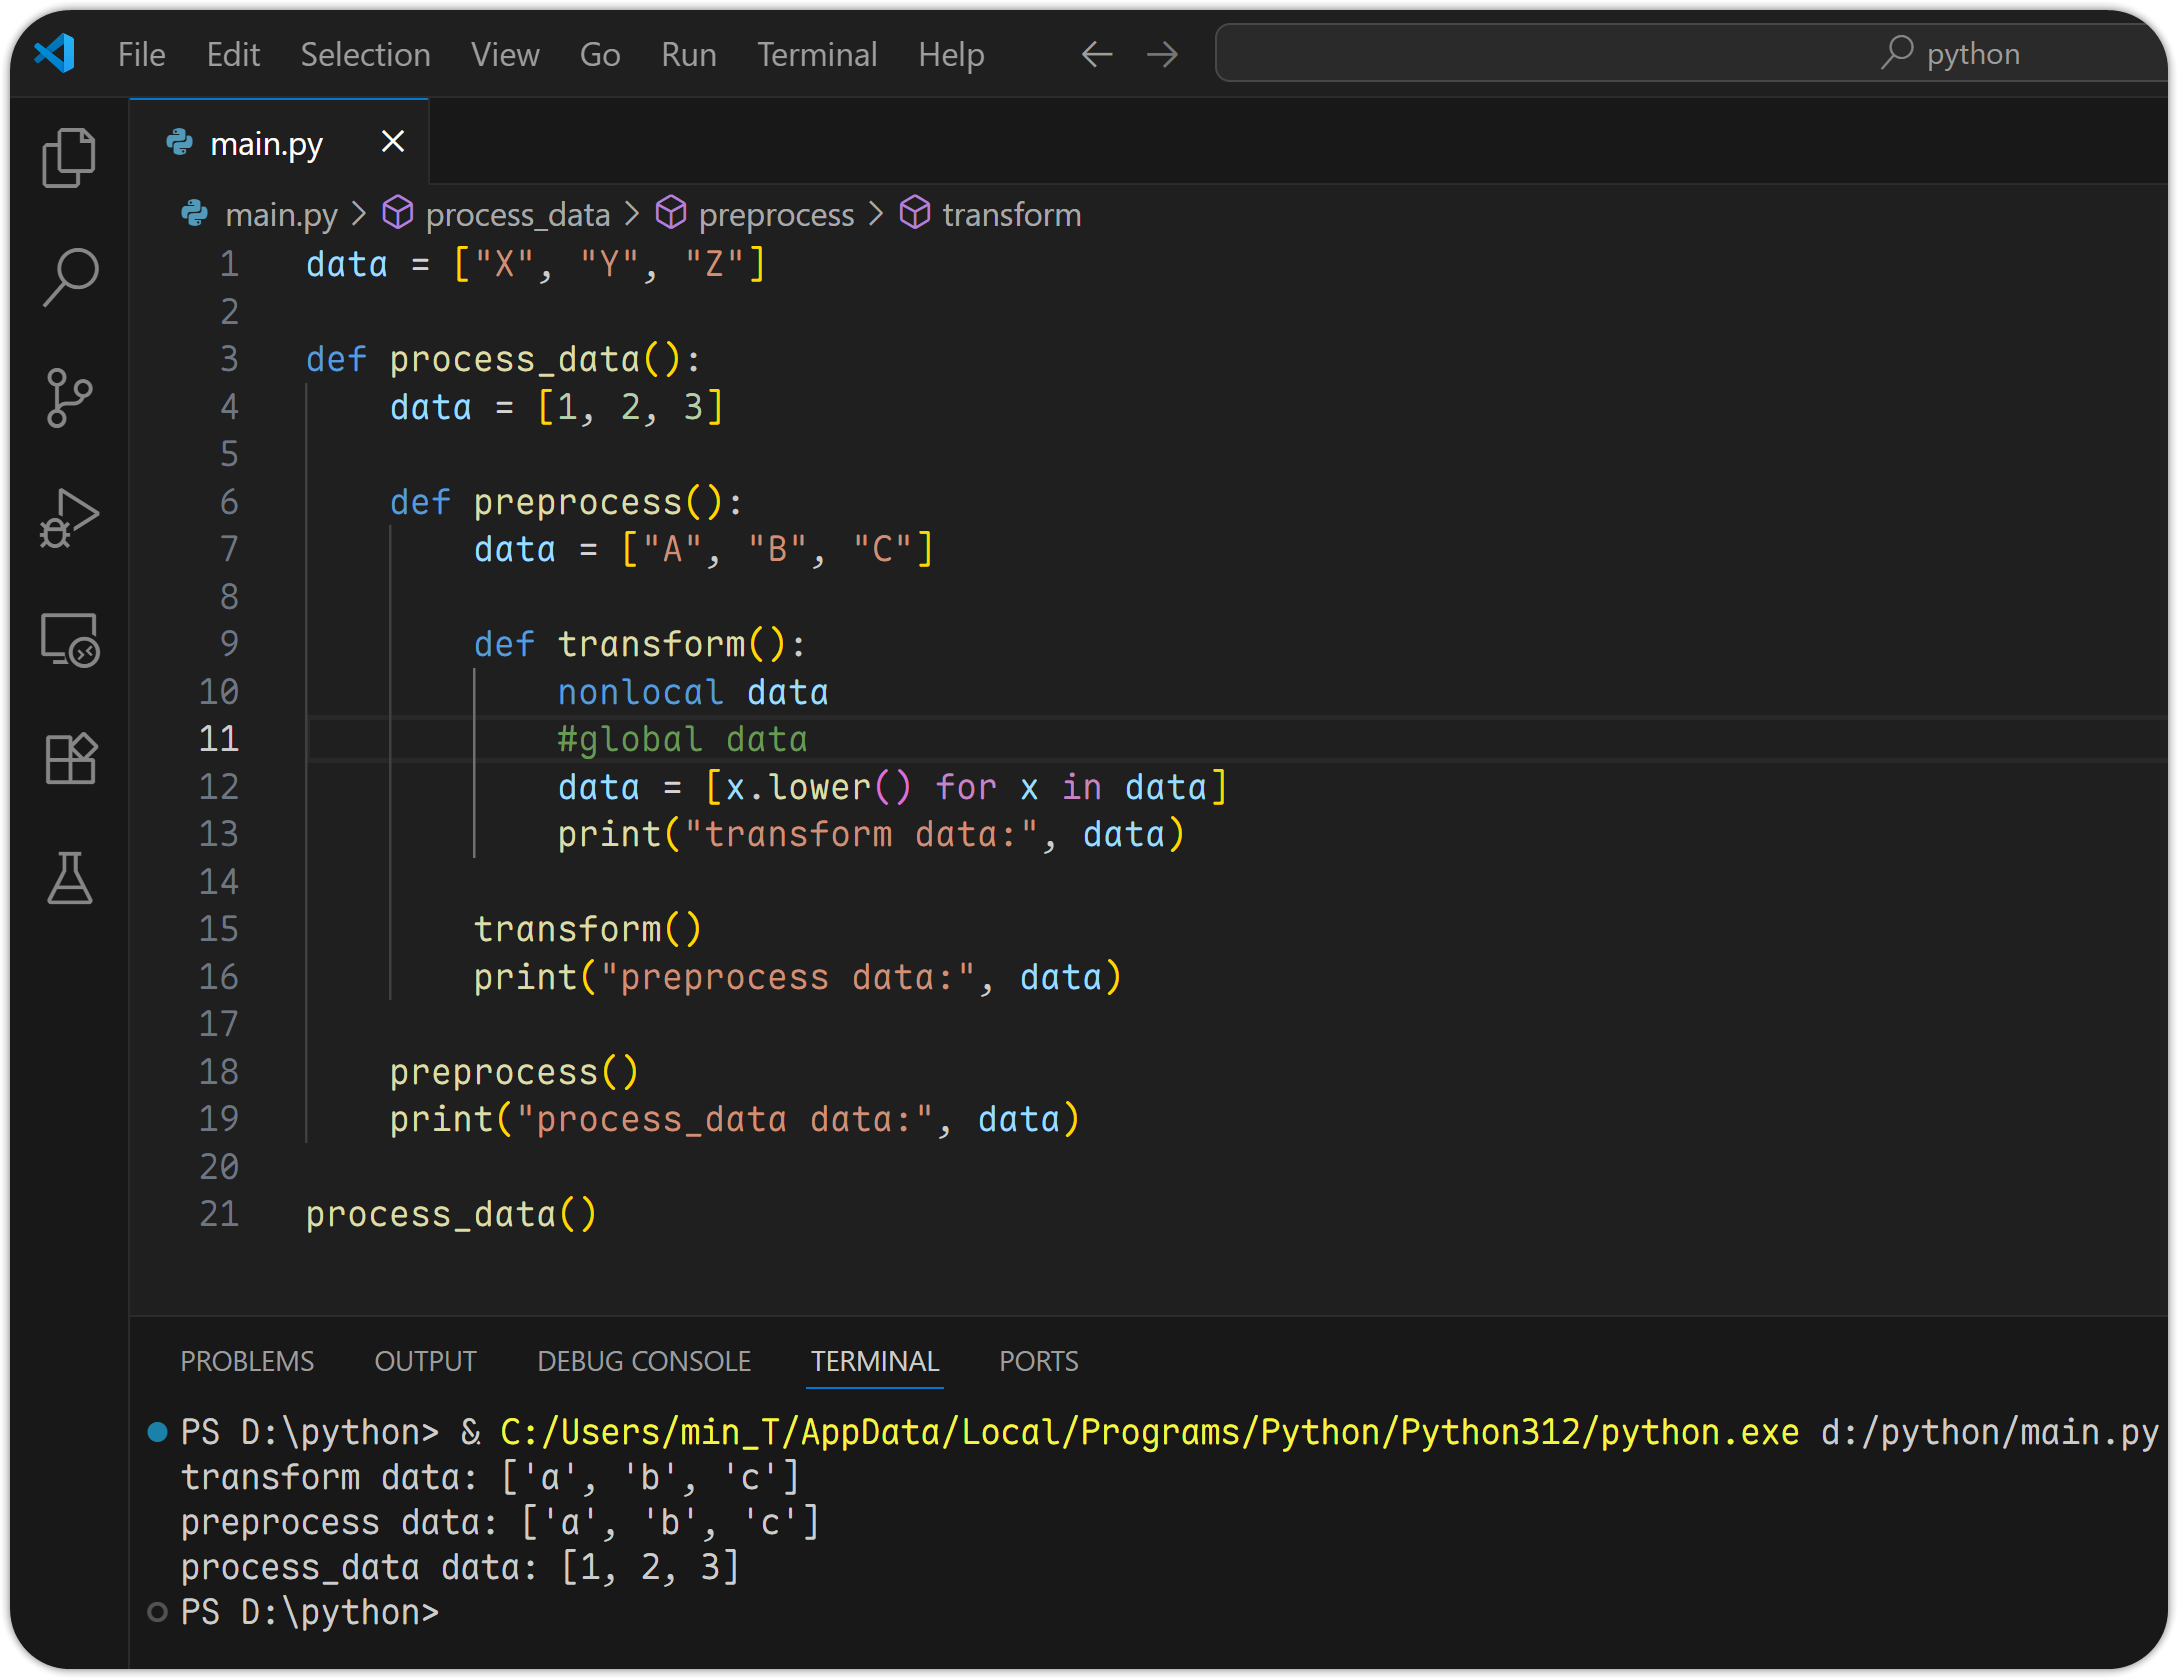 File Edit Selection View Go Run Terminal Help python
main.py
main.py > process_data > preprocess > transform
1 data = ["X", "Y", "Z"]
2
3 def process_data():
4     data = [1, 2, 3]
5
6     def preprocess():
7         data = ["A", "B", "C"]
8
9         def transform():
10             nonlocal data
11             #global data
12             data = [x.lower() for x in data]
13             print("transform data:", data)
14
15         transform()
16         print("preprocess data:", data)
17
18     preprocess()
19     print("process_data data:", data)
20
21 process_data()
PROBLEMS OUTPUT DEBUG CONSOLE TERMINAL PORTS
PS D:\python> & C:/Users/min_T/AppData/Local/Programs/Python/Python312/python.exe d:/python/main.py
transform data: ['a', 'b', 'c']
preprocess data: ['a', 'b', 'c']
process_data data: [1, 2, 3]
PS D:\python>